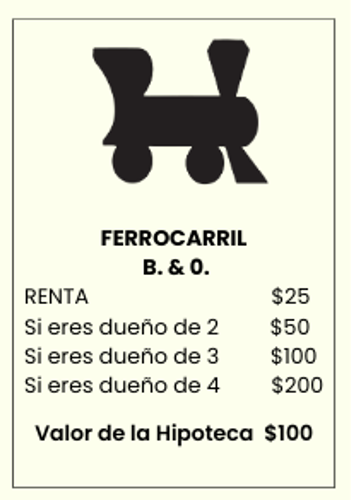 FERROCARRIL
B. & 0.
RENTA $25
Si eres dueño de 2 $50
Si eres dueño de 3 $100
Si eres dueño de 4 $200
Valor de la Hipoteca $100